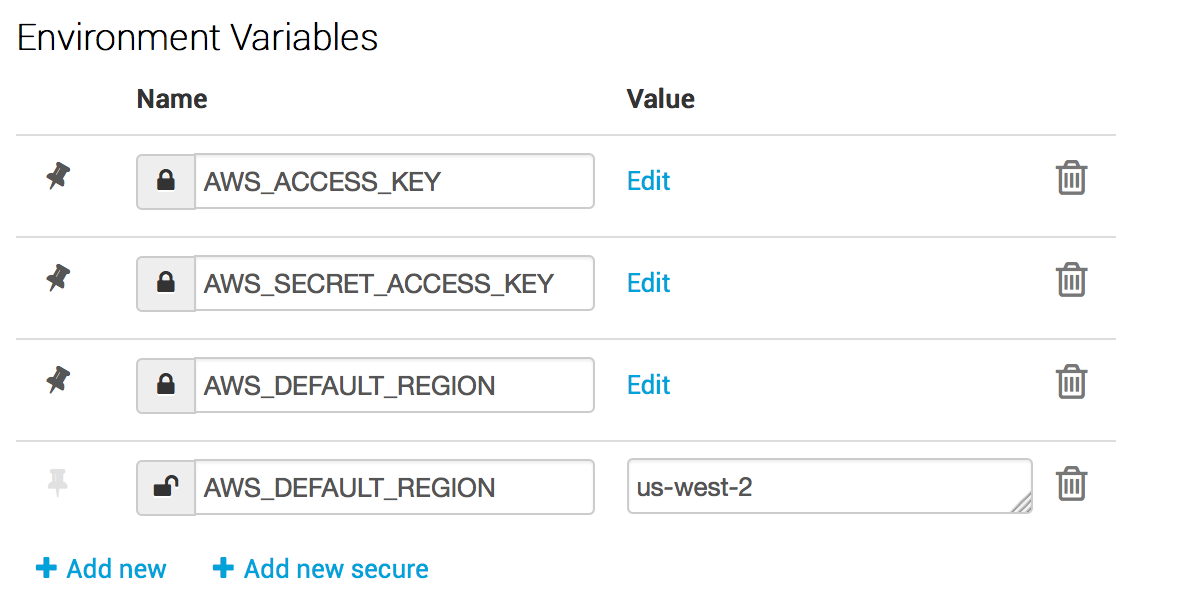 Environment Variables
Name Value
AWS_ACCESS_KEY Edit
AWS_SECRET_ACCESS_KEY Edit
AWS_DEFAULT_REGION Edit
AWS_DEFAULT_REGION us-west-2
Add new Add new secure